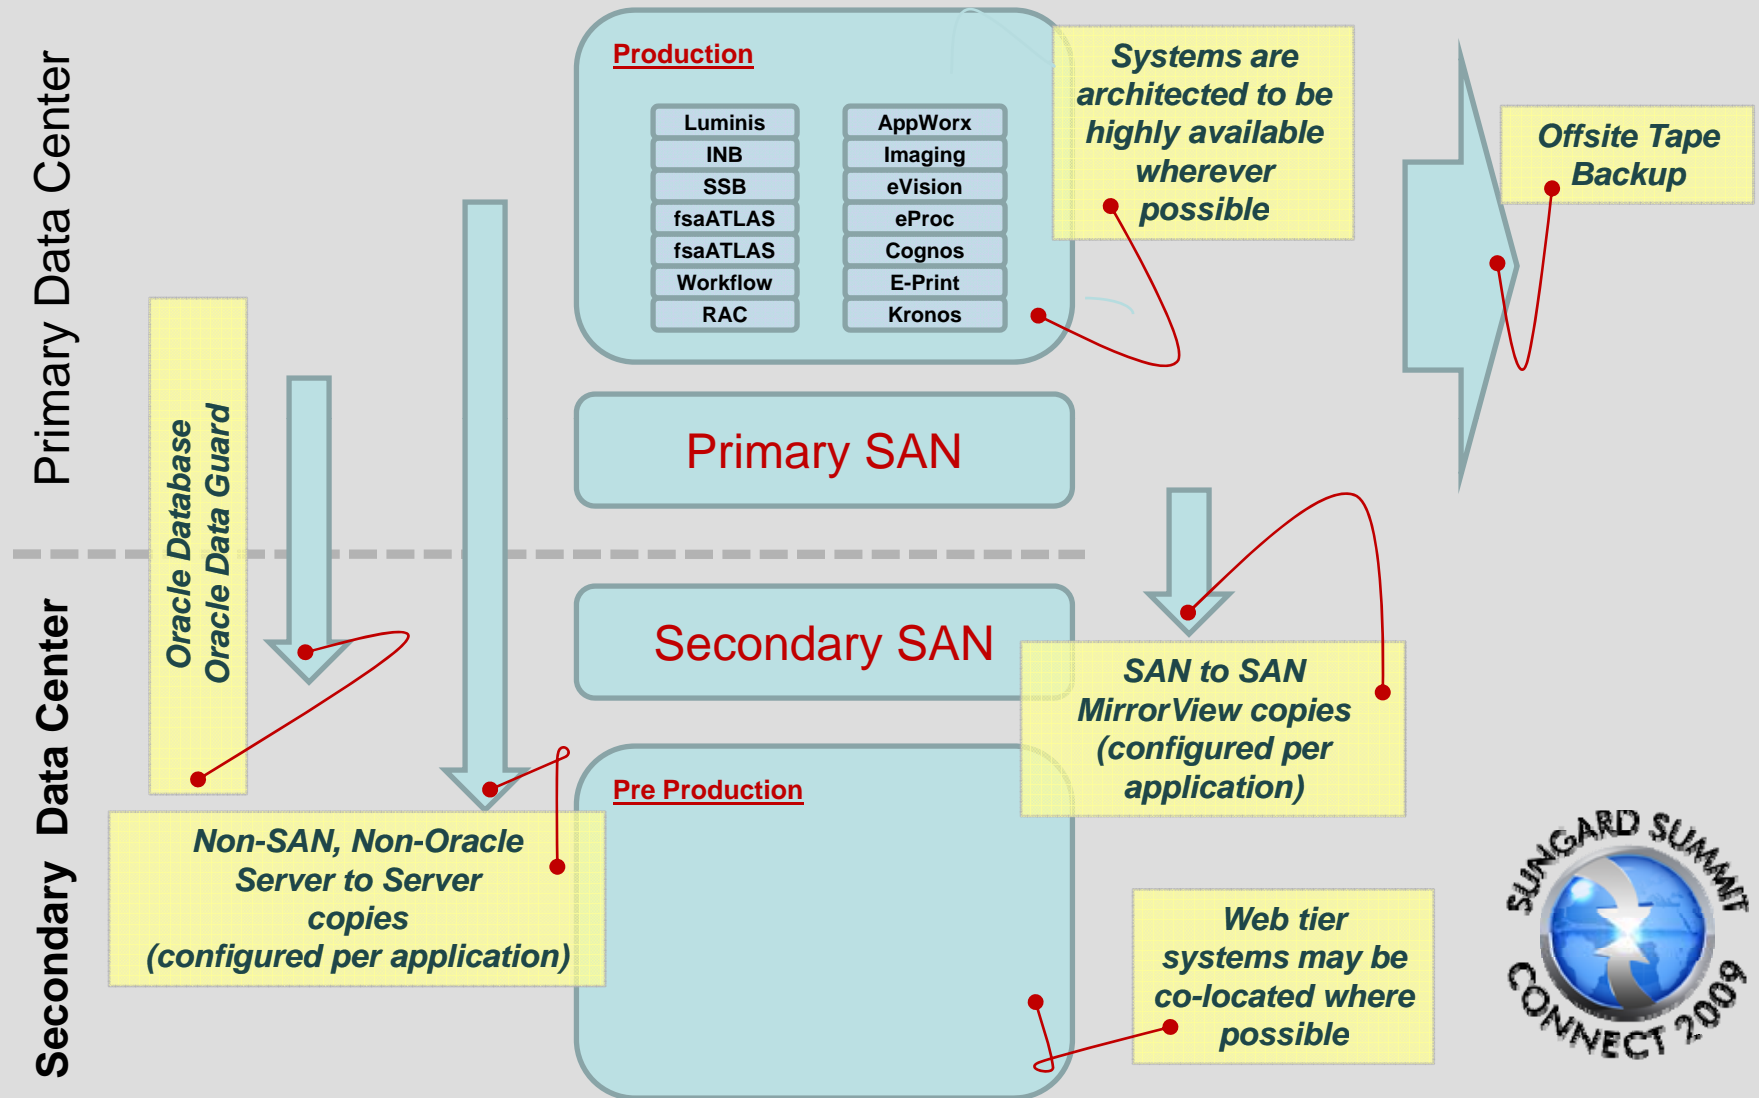 Primary Data Center
Production
Luminis
INB
SSB
fsaATLAS
fsaATLAS
Workflow
RAC
AppWorx
Imaging
eVision
eProc
Cognos
E-Print
Kronos
Systems are
architected to be
highly available
wherever
possible
Offsite Tape
Backup
Oracle Database
Oracle Data Guard
Primary SAN
Secondary Data Center
Secondary SAN
SAN to SAN
MirrorView copies
(configured per
application)
Pre Production
Non-SAN, Non-Oracle
Server to Server
copies
(configured per application)
Web tier
systems may be
co-located where
possible
SUNGARD SUMMIT
CONNECT 2009